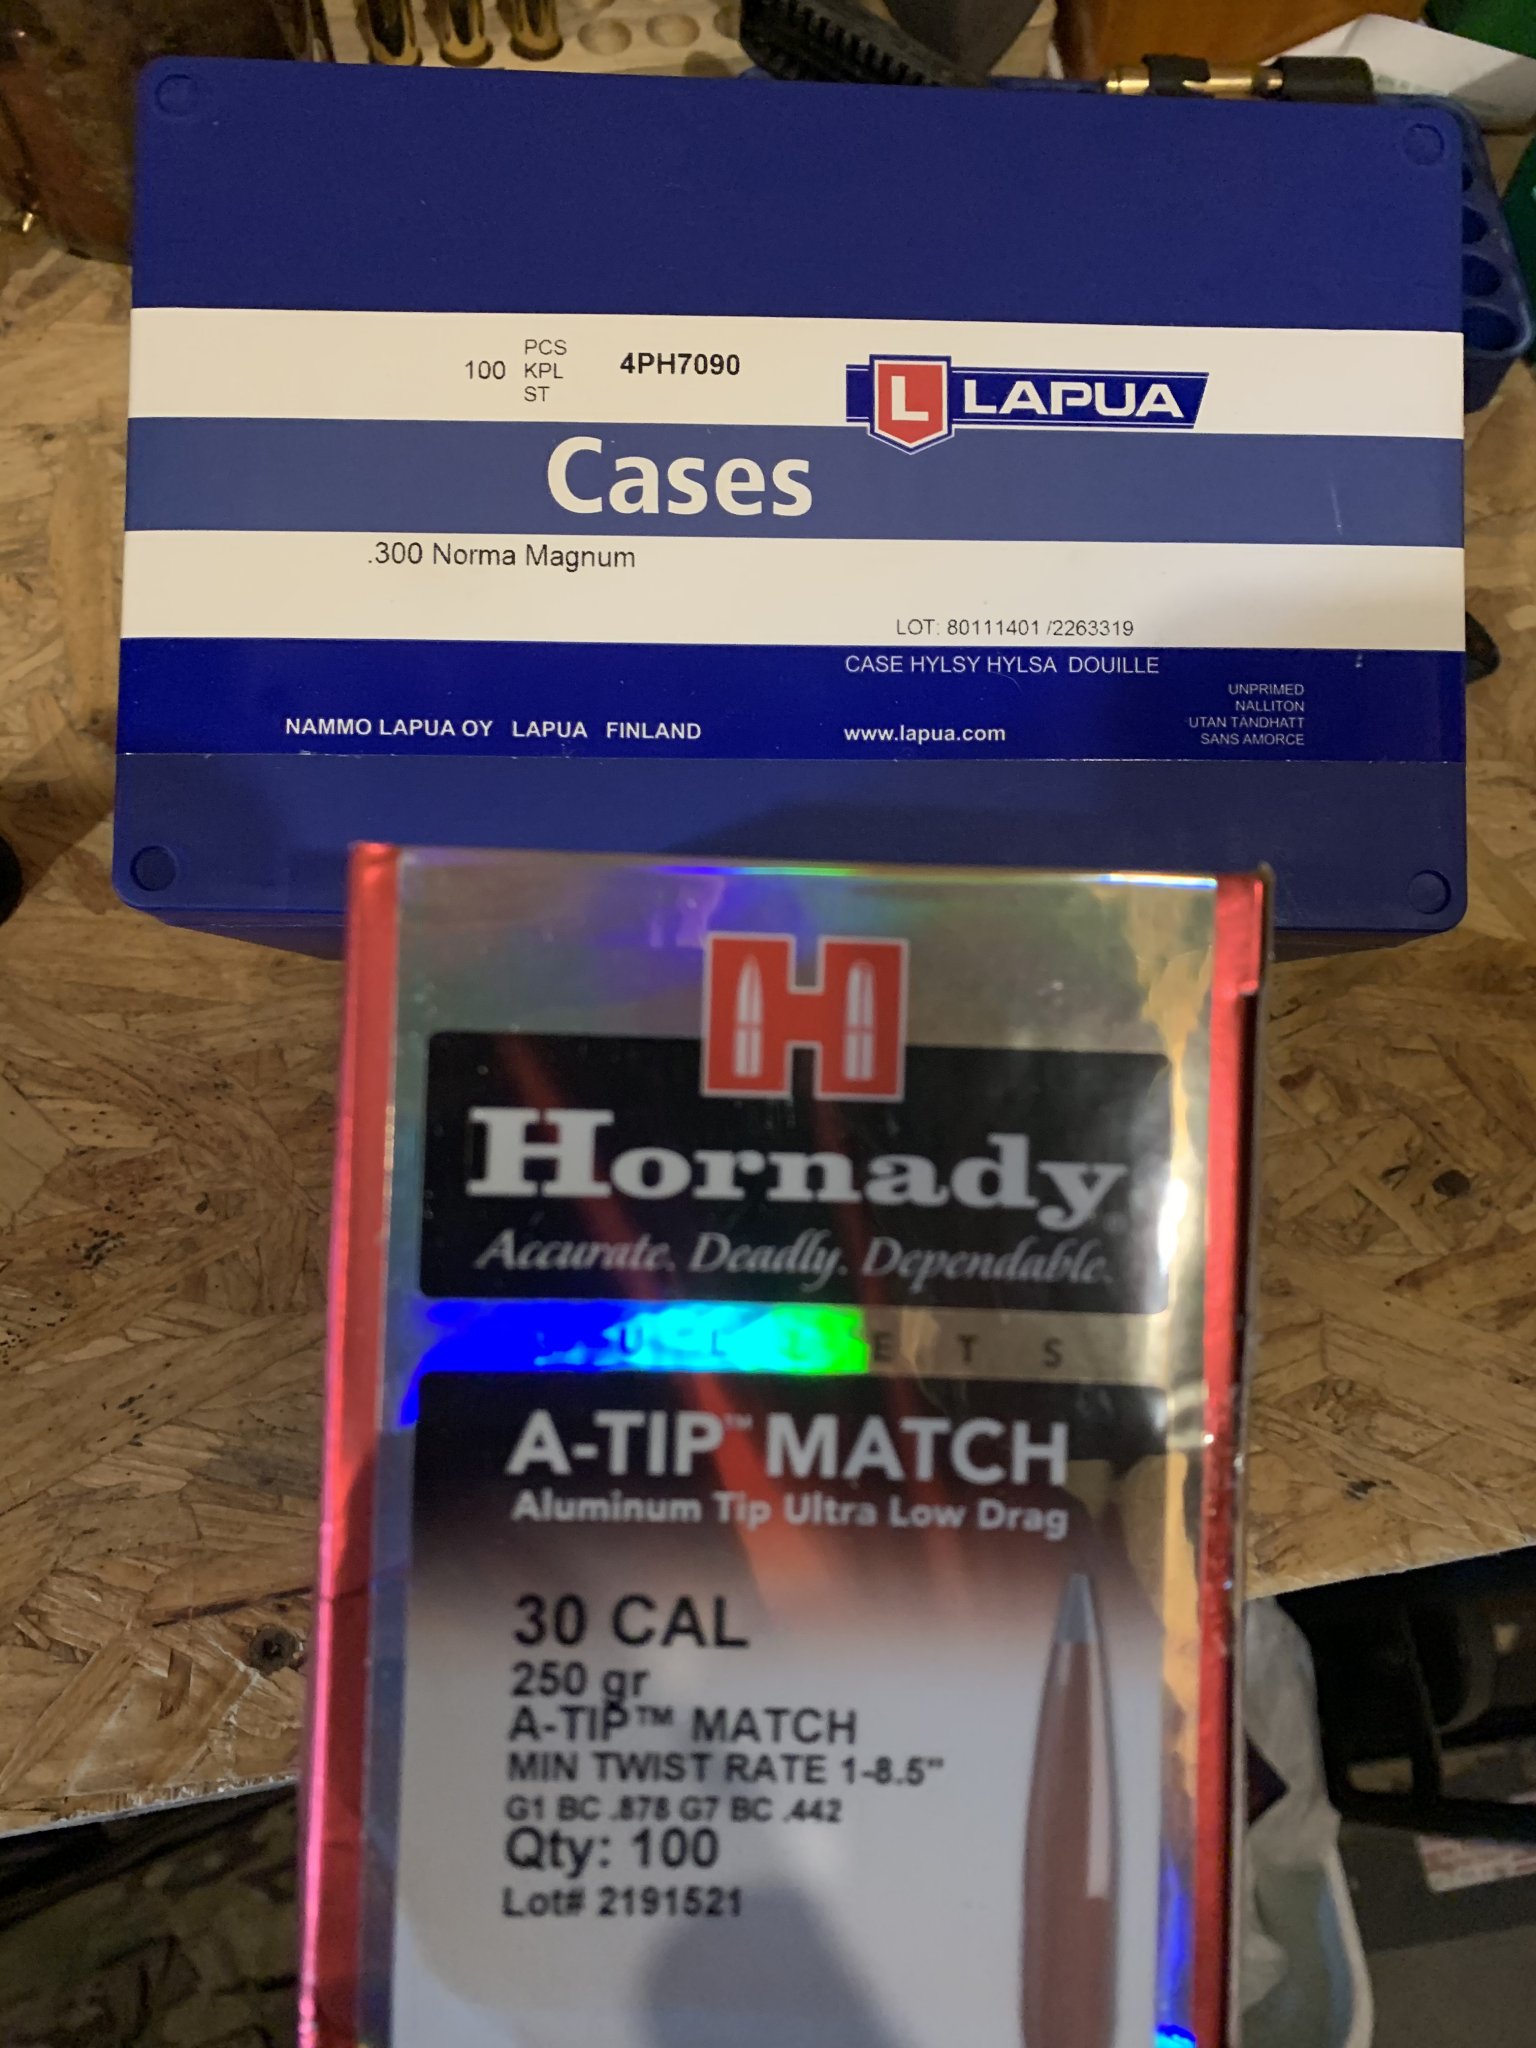 100 PCS KPL ST 4PH7090
L LAPUA
Cases
.300 Norma Magnum
LOT: 80111401 /2263319
CASE HYLSY HYLSA DOUILLE
UNPRIMED
NALLITON
UTAN TÄNDHATT
SANS AMORCE
NAMMO LAPUA OY LAPUA FINLAND
www.lapua.com
H
Hornady
Accurate. Deadly. Dependable.
BULLETS
A-TIP™ MATCH
Aluminum Tip Ultra Low Drag
30 CAL
250 gr
A-TIP™ MATCH
MIN TWIST RATE 1-8.5"
G1 BC .878 G7 BC .442
Qty: 100
Lot# 2191521